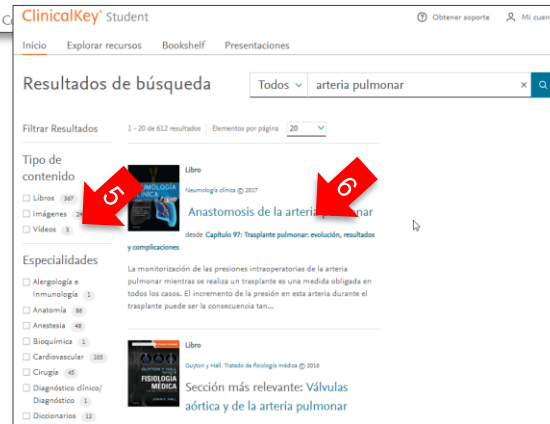 ClinicalKey® Student
Obtener soporte
Mi cuen
Inicio Explorar recursos Bookshelf Presentaciones
Resultados de búsqueda
Todos
arteria pulmonar
×
Filtrar Resultados
1 - 20 de 612 resultados
Elementos por página
20
Tipo de
contenido
Libros 367
Imágenes
Vídeos 3
5
Especialidades
Alergología e
Inmunología 1
Anatomía 86
Anestesia 48
Bioquímica 1
Cardiovascular 105
Cirugía 45
Diagnóstico clínico/
Diagnóstico 1
Diccionarios 12
Libro
Neumología clínica © 2017
6
Anastomosis de la arteria pulmonar
desde Capítulo 97: Trasplante pulmonar: evolución, resultados
y complicaciones
La monitorización de las presiones intraoperatorias de la arteria
pulmonar mientras se realiza un trasplante es una medida obligada en
todos los casos. El incremento de la presión en esta arteria durante el
trasplante puede ser la consecuencia tan...
GUYTON Y HALL
FISIOLOGÍA
MÉDICA
Libro
Guyton y Hall. Tratado de fisiología médica © 2016
Sección más relevante: Válvulas
aórtica y de la arteria pulmonar